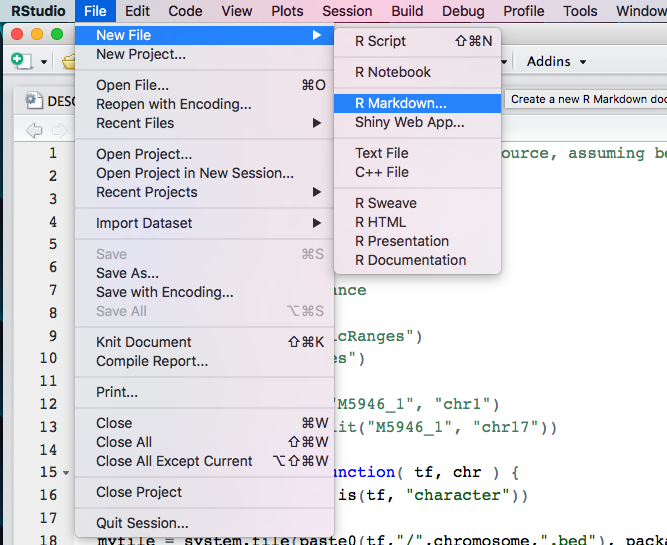 RStudio File Edit Code View Plots Session Build Debug Profile Tools Window
New File
New Project...
Open File... ⌘O
Reopen with Encoding...
Recent Files
Open Project...
Open Project in New Session...
Recent Projects
Import Dataset
Save ⌘S
Save As...
Save with Encoding...
Save All ⌥⌘S
Knit Document ⇧⌘K
Compile Report...
Print...
Close ⌘W
Close All ⇧⌘W
Close All Except Current ⌥⇧⌘W
Close Project
Quit Session...
R Script ⇧⌘N
R Notebook
R Markdown...
Shiny Web App...
Text File
C++ File
R Sweave
R HTML
R Presentation
R Documentation
Addins
Create a new R Markdown doc
DESC
1 ource, assuming be
2
3
4
5
6
7 ance
8
9 icRanges")
10 es")
11
12 M5946_1", "chr1")
13 lit("M5946_1", "chr17"))
14
15 unction( tf, chr ) {
16 is(tf, "character"))
17
18 myfile = system.file(paste0(tf,"/",chromosome,".bed"), packa